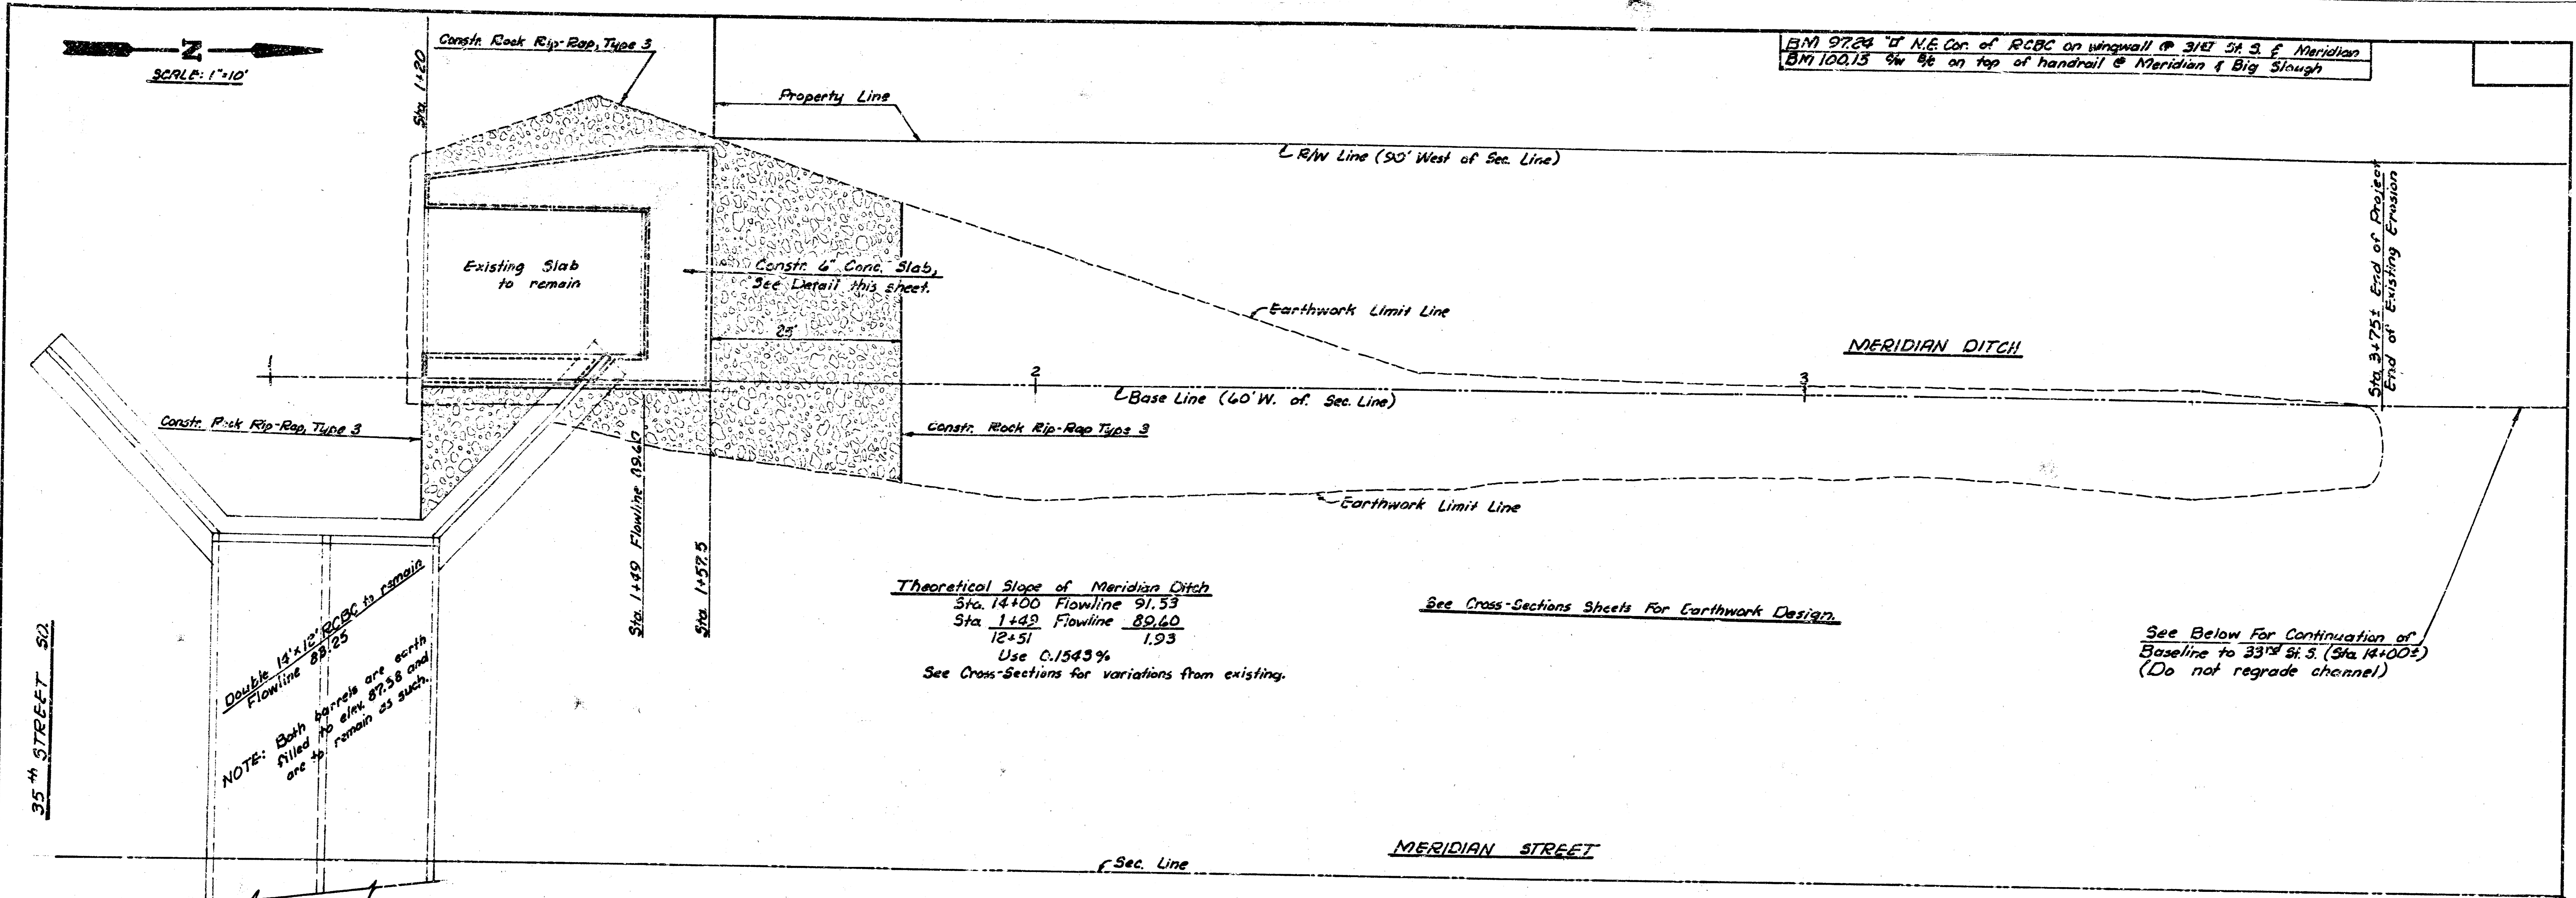 N
SCALE: 1"=10'
Sta. 1+20
Constr. Rock Rip-Rap, Type 3
Property Line
BM 97.24 N.E. Cor. of RCBC on wingwall @ 31ST St. S. & Meridian
BM 100.13 on top of handrail @ Meridian & Big Slough
R/W Line (90' West of Sec. Line)
Sta. 3+75± End of Project
End of Existing Erosion
Existing Slab
to remain
Constr. 6" Conc. Slab,
See Detail this sheet.
25'
Earthwork Limit Line
MERIDIAN DITCH
2
3
Base Line (60' W. of Sec. Line)
Constr. Rock Rip-Rap, Type 3
Constr. Rock Rip-Rap Type 3
Earthwork Limit Line
Sta. 1+49 Flowline 89.60
Sta. 1+57.5
Double 14'x12' RCBC to remain
Flowline 88.25
NOTE: Both barrels are earth
filled to elev. 87.58 and
are to remain as such.
35th STREET SO.
Theoretical Slope of Meridian Ditch
Sta. 14+00 Flowline 91.53
Sta 1+49 Flowline 89.60
12+51 1.93
Use 0.1543%
See Cross-Sections for variations from existing.
See Cross-Sections Sheets For Earthwork Design.
See Below For Continuation of
Baseline to 33rd St. S. (Sta 14+00±)
(Do not regrade channel)
Sec. Line
MERIDIAN STREET